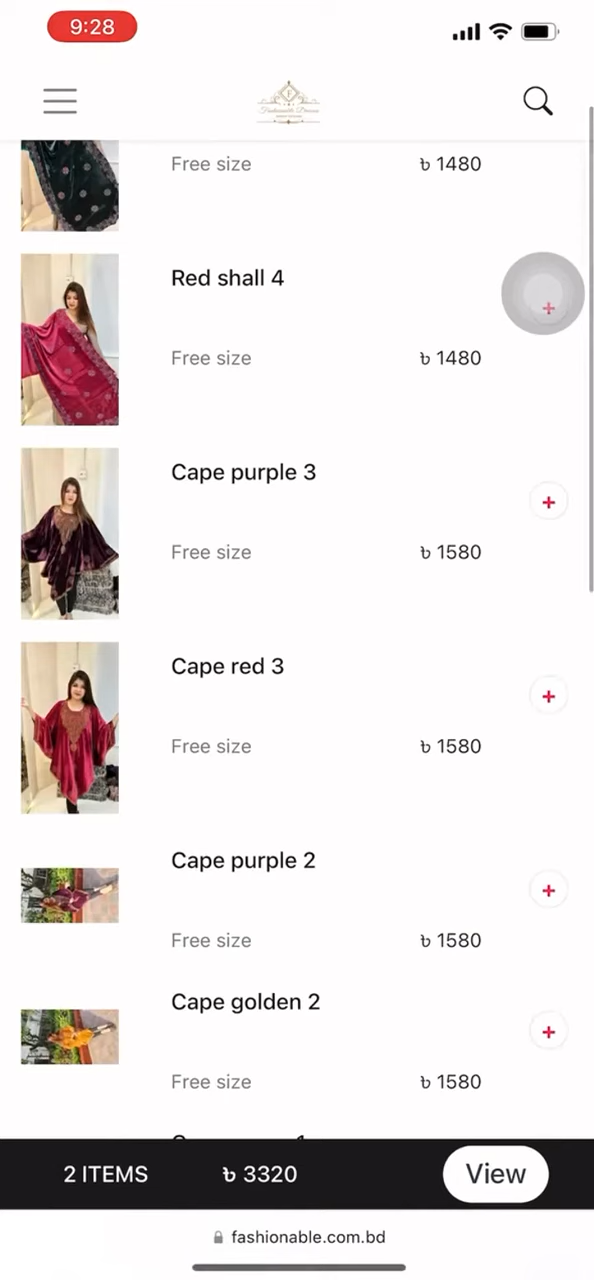 9:28
Free size ৳ 1480
Red shall 4
+
Free size ৳ 1480
Cape purple 3
+
Free size ৳ 1580
Cape red 3
+
Free size ৳ 1580
Cape purple 2
+
Free size ৳ 1580
Cape golden 2
+
Free size ৳ 1580
2 ITEMS ৳ 3320 View
fashionable.com.bd